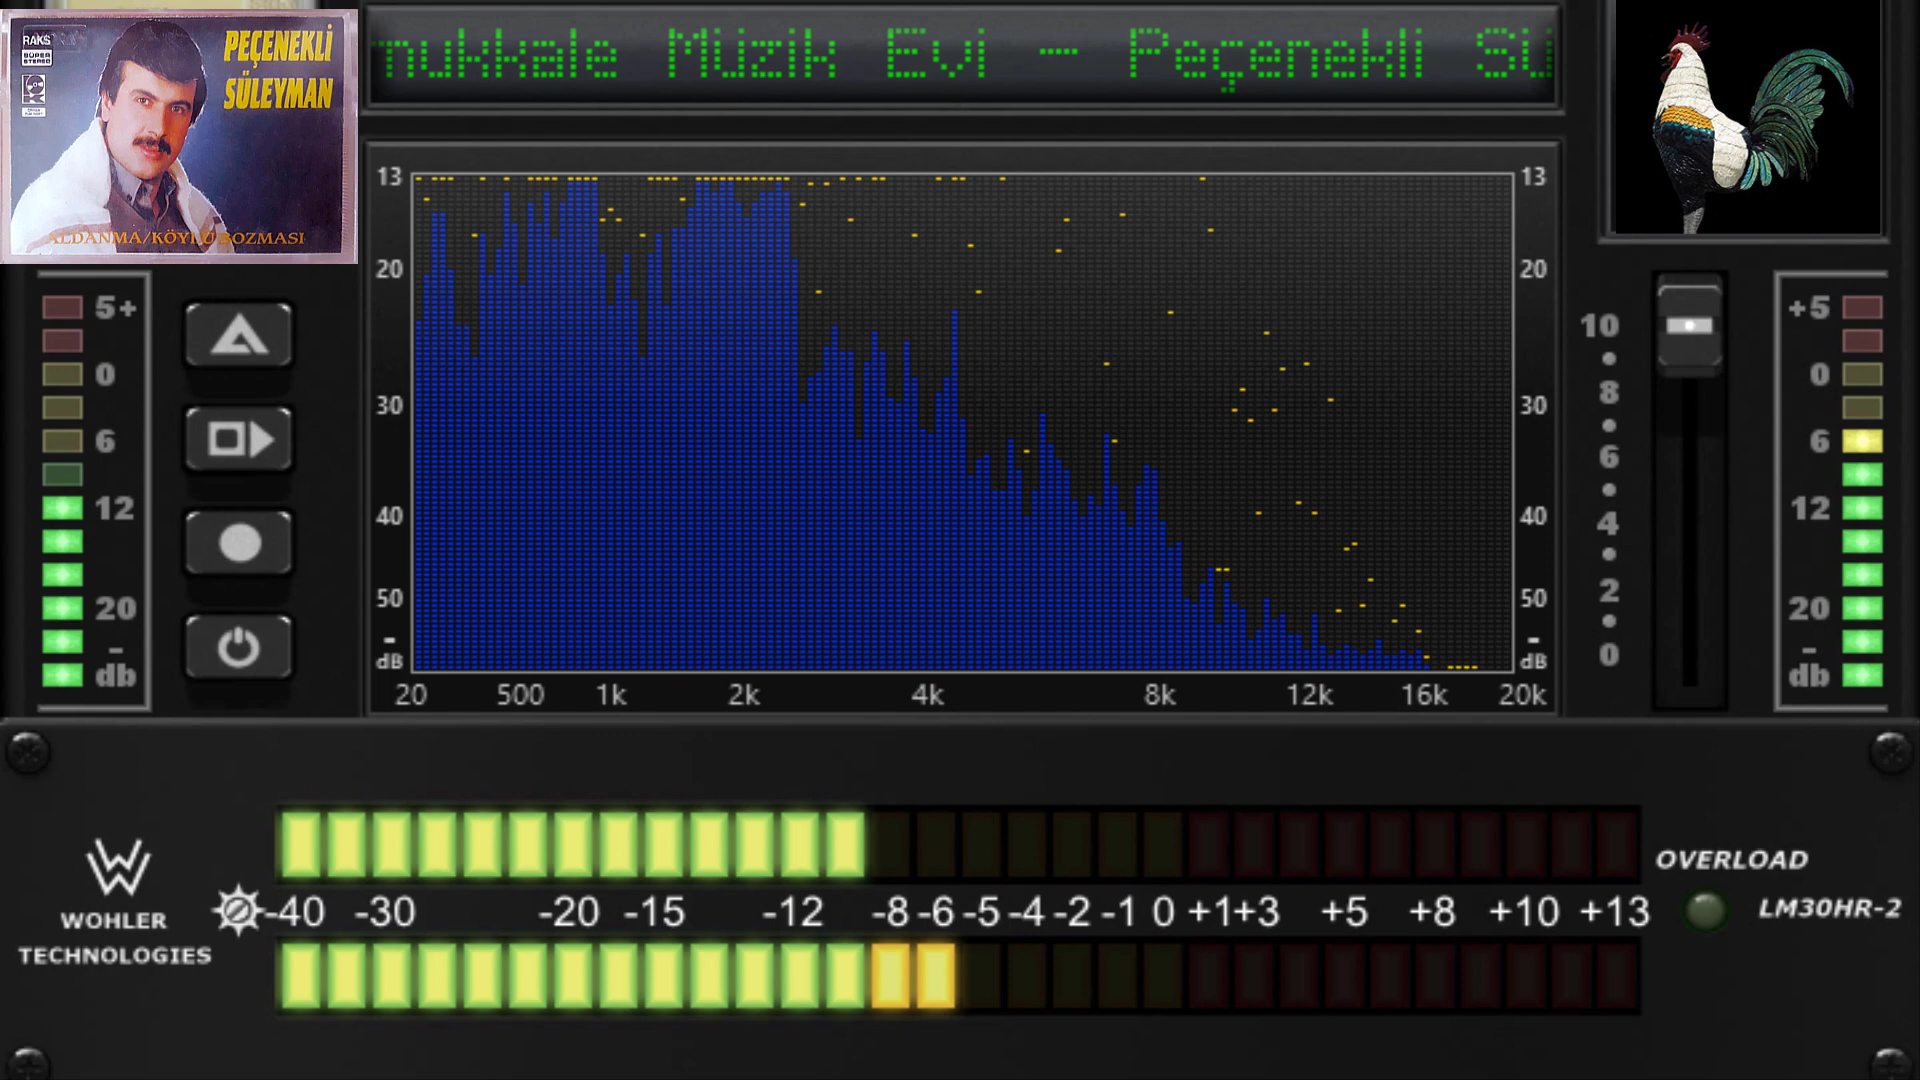 RAKS
SÜPER
STEREO
PEÇENEKLİ
SÜLEYMAN
ALDANMA/KÖYLÜ BOZMASI
mukkale Müzik Evi - Peçenekli Sü
13
20
30
40
50
-
dB
13
20
30
40
50
-
dB
20 500 1k 2k 4k 8k 12k 16k 20k
5+
0
6
12
20
-
db
10
8
6
4
2
0
+5
0
6
12
20
-
db
WOHLER
TECHNOLOGIES
-40 -30 -20 -15 -12 -8 -6 -5 -4 -2 -1 0 +1 +3 +5 +8 +10 +13
OVERLOAD
LM30HR-2